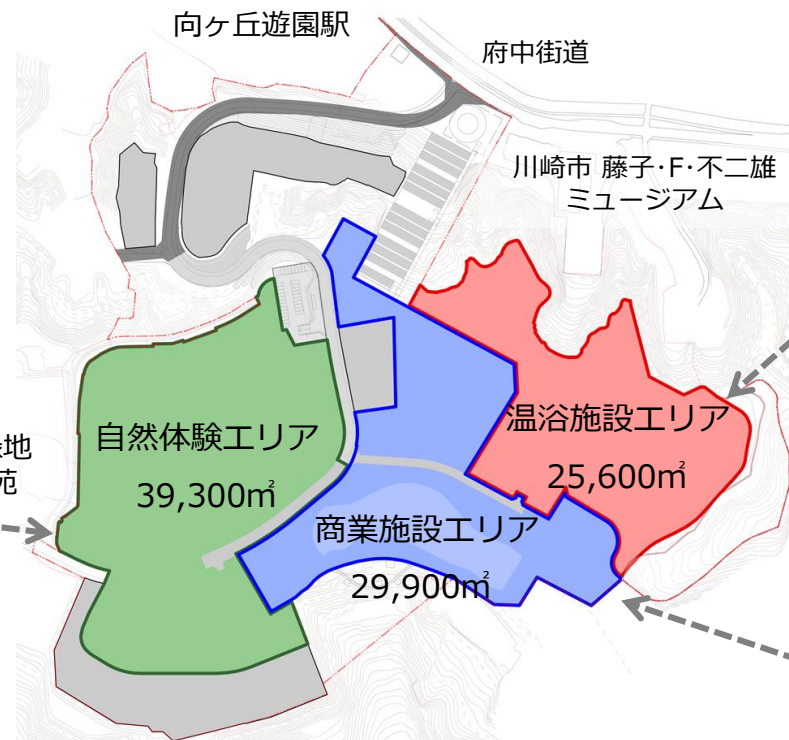 向ヶ丘遊園駅
府中街道
川崎市 藤子・F・不二雄
ミュージアム
自然体験エリア
39,300㎡
温浴施設エリア
25,600㎡
商業施設エリア
29,900㎡
地
苑